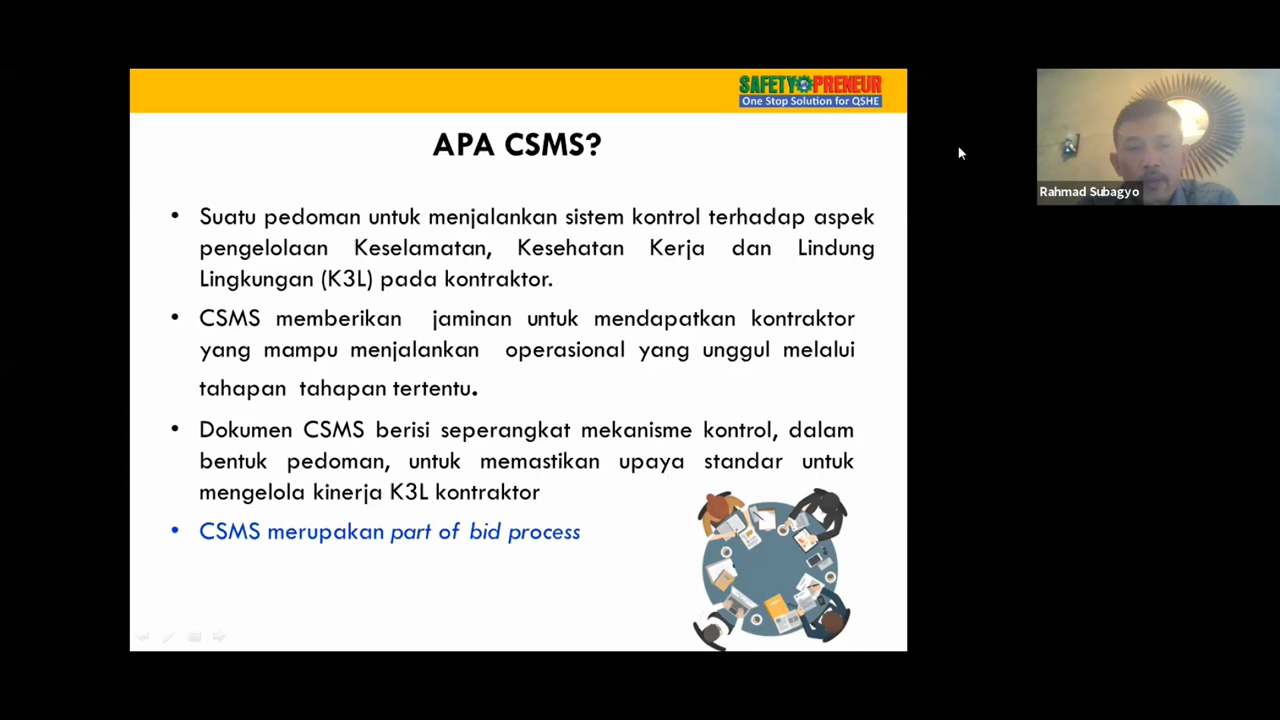 SAFETY PRENEUR
One Stop Solution for QSHE
APA CSMS?
• Suatu pedoman untuk menjalankan sistem kontrol terhadap aspek
pengelolaan Keselamatan, Kesehatan Kerja dan Lindung
Lingkungan (K3L) pada kontraktor.
• CSMS memberikan jaminan untuk mendapatkan kontraktor
yang mampu menjalankan operasional yang unggul melalui
tahapan tahapan tertentu.
• Dokumen CSMS berisi seperangkat mekanisme kontrol, dalam
bentuk pedoman, untuk memastikan upaya standar untuk
mengelola kinerja K3L kontraktor
• CSMS merupakan part of bid process
Rahmad Subagyo